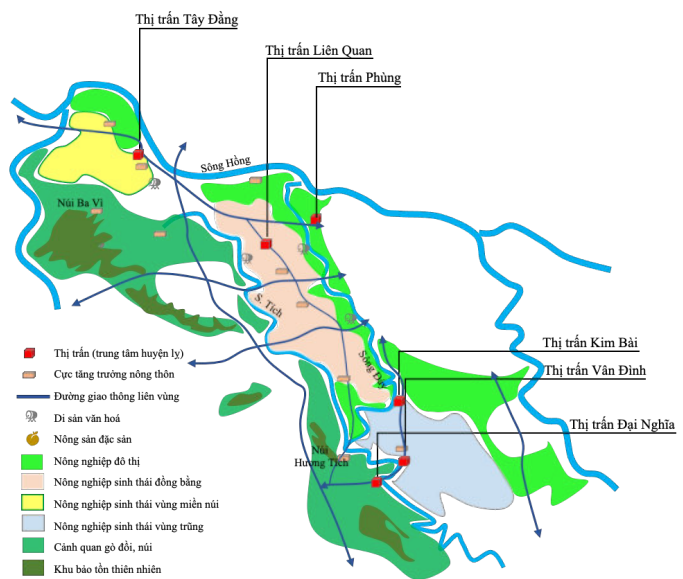 Thị trấn Tây Đằng
Thị trấn Liên Quan
Thị trấn Phùng
Sông Hồng
Núi Ba Vì
S. Tích
Sông Đáy
Thị trấn Kim Bài
Thị trấn Vân Đình
Thị trấn Đại Nghĩa
Núi
Hương Tích
Thị trấn (trung tâm huyện lỵ)
Cực tăng trưởng nông thôn
Đường giao thông liên vùng
Di sản văn hoá
Nông sản đặc sản
Nông nghiệp đô thị
Nông nghiệp sinh thái đồng bằng
Nông nghiệp sinh thái vùng miền núi
Nông nghiệp sinh thái vùng trũng
Cảnh quan gò đồi, núi
Khu bảo tồn thiên nhiên